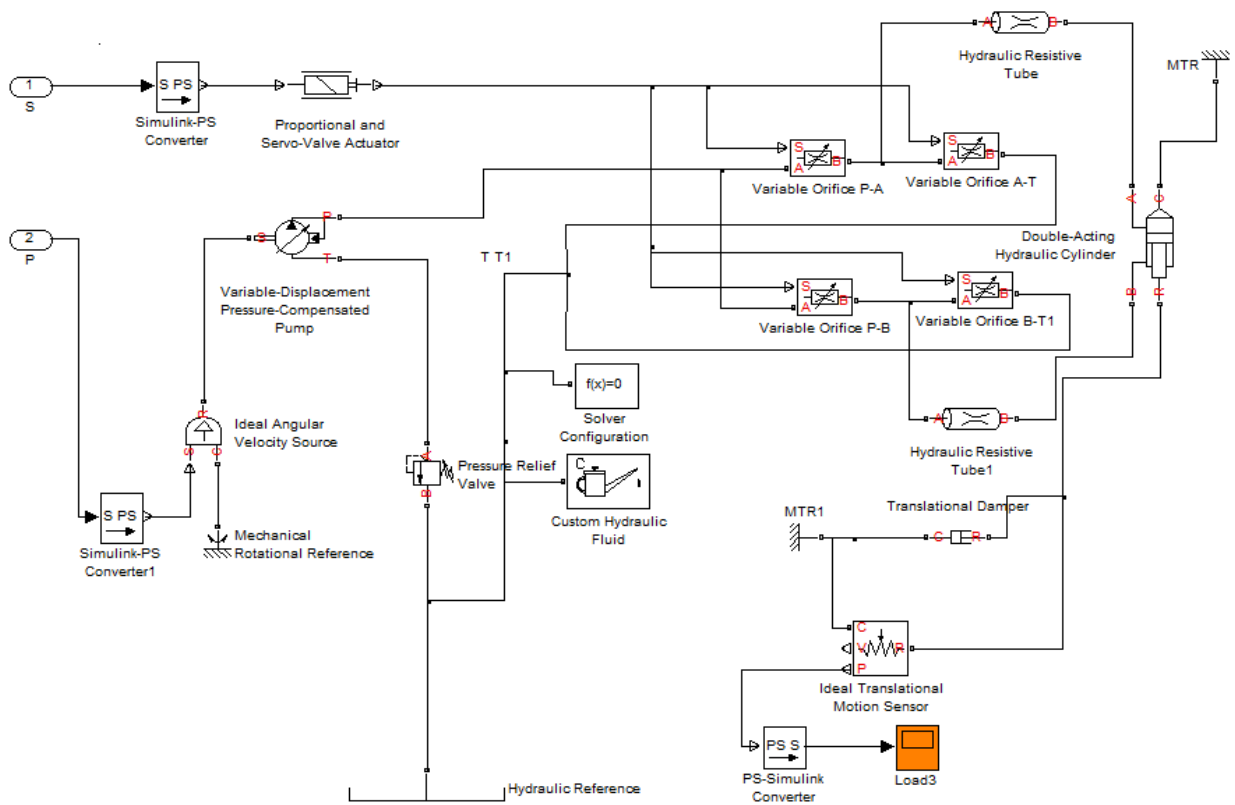 A
B
Hydraulic Resistive
Tube
MTR
1
S
S PS
Simulink-PS
Converter
Proportional and
Servo-Valve Actuator
S
A
B
Variable Orifice P-A
S
A
B
Variable Orifice A-T
A
C
Double-Acting
Hydraulic Cylinder
B
R
2
P
S
P
T
Variable-Displacement
Pressure-Compensated
Pump
T T1
S
A
B
Variable Orifice P-B
S
A
B
Variable Orifice B-T1
f(x)=0
Solver
Configuration
A
B
Hydraulic Resistive
Tube1
R
S
C
Ideal Angular
Velocity Source
A
B
Pressure Relief
Valve
C
Custom Hydraulic
Fluid
S PS
Simulink-PS
Converter1
Mechanical
Rotational Reference
MTR1
Translational Damper
C
R
C
V
R
P
Ideal Translational
Motion Sensor
PS S
PS-Simulink
Converter
Load3
Hydraulic Reference